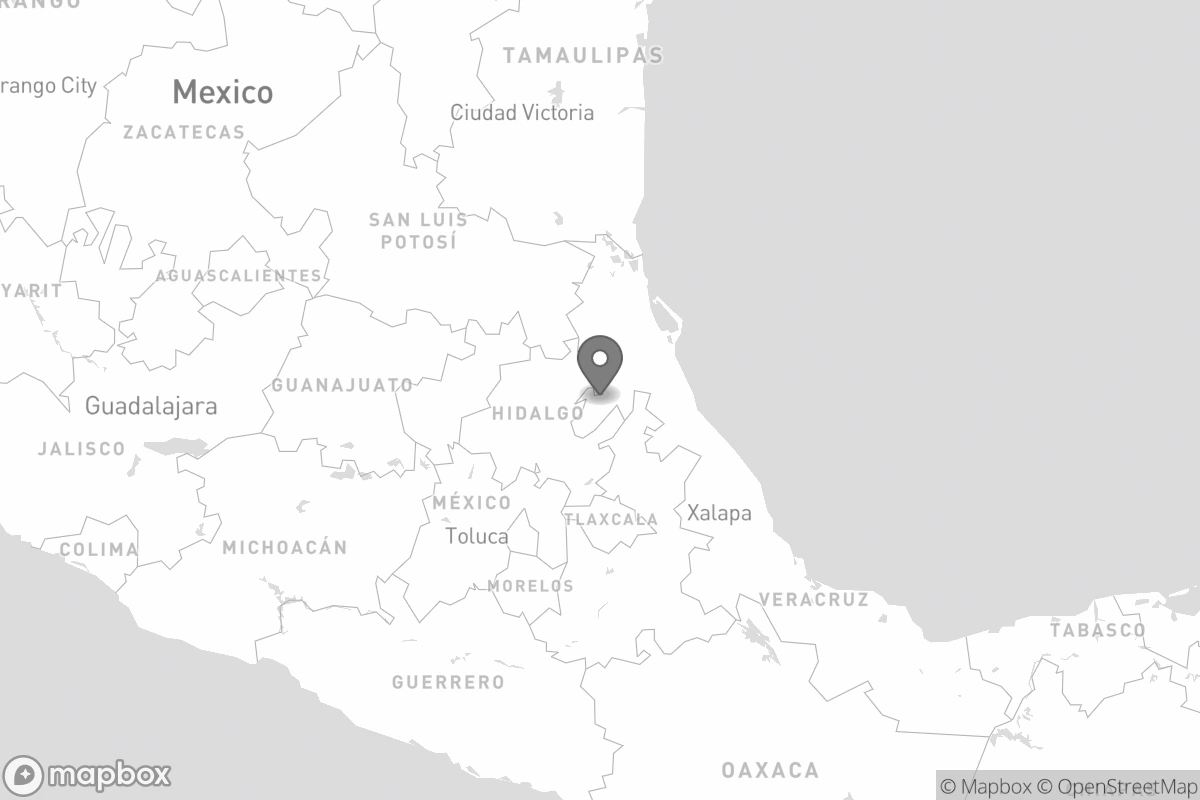 RANGO
TAMAULIPAS
rango City
Mexico
Ciudad Victoria
ZACATECAS
SAN LUIS
POTOSÍ
AGUASCALIENTES
YARIT
GUANAJUATO
Guadalajara
HIDALGO
JALISCO
MÉXICO
Xalapa
TLAXCALA
Toluca
COLIMA
MICHOACÁN
MORELOS
VERACRUZ
TABASCO
GUERRERO
OAXACA
mapbox
© Mapbox © OpenStreetMap